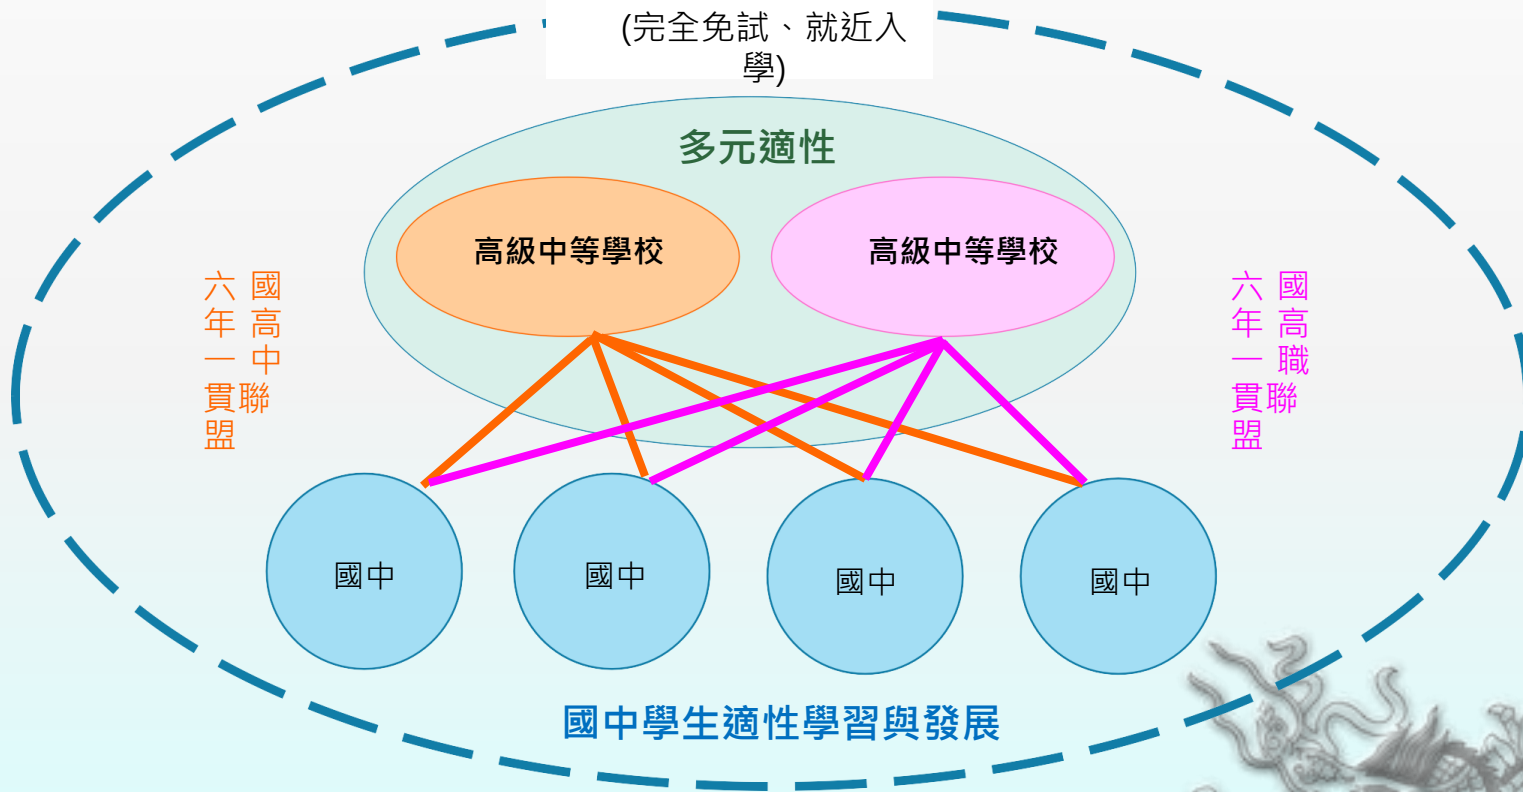 (完全免試、就近入
學)
多元適性
高級中等學校
高級中等學校
國高中聯
六年一貫盟
國高職聯
六年一貫盟
國中
國中
國中
國中
國中學生適性學習與發展